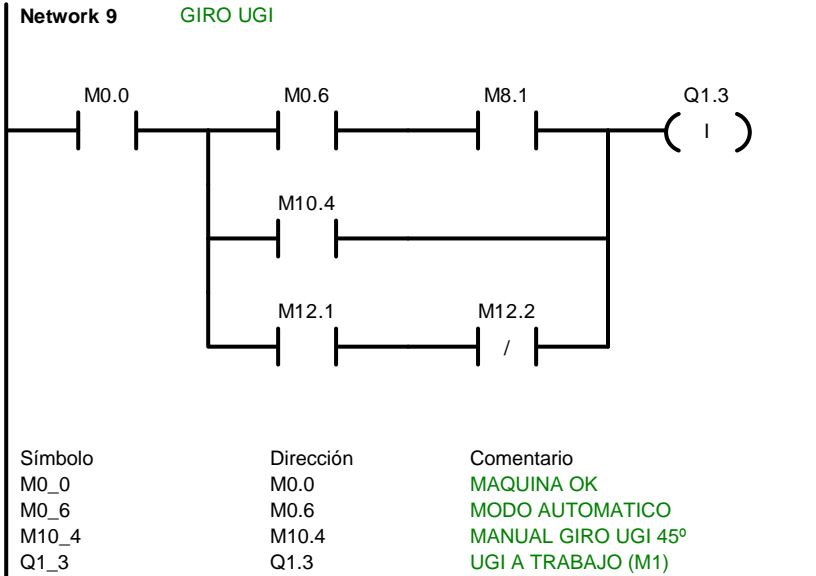 Network 9 GIRO UGI
M0.0 M0.6 M8.1 Q1.3
I
M10.4
M12.1 M12.2
/
Símbolo Dirección Comentario
M0_0 M0.0 MAQUINA OK
M0_6 M0.6 MODO AUTOMATICO
M10_4 M10.4 MANUAL GIRO UGI 45º
Q1_3 Q1.3 UGI A TRABAJO (M1)